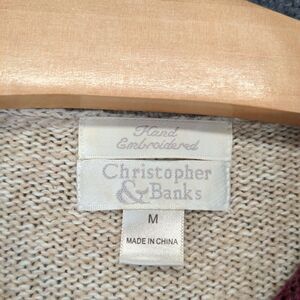 Hand
Embroidered
Christopher
& Banks
M
MADE IN CHINA